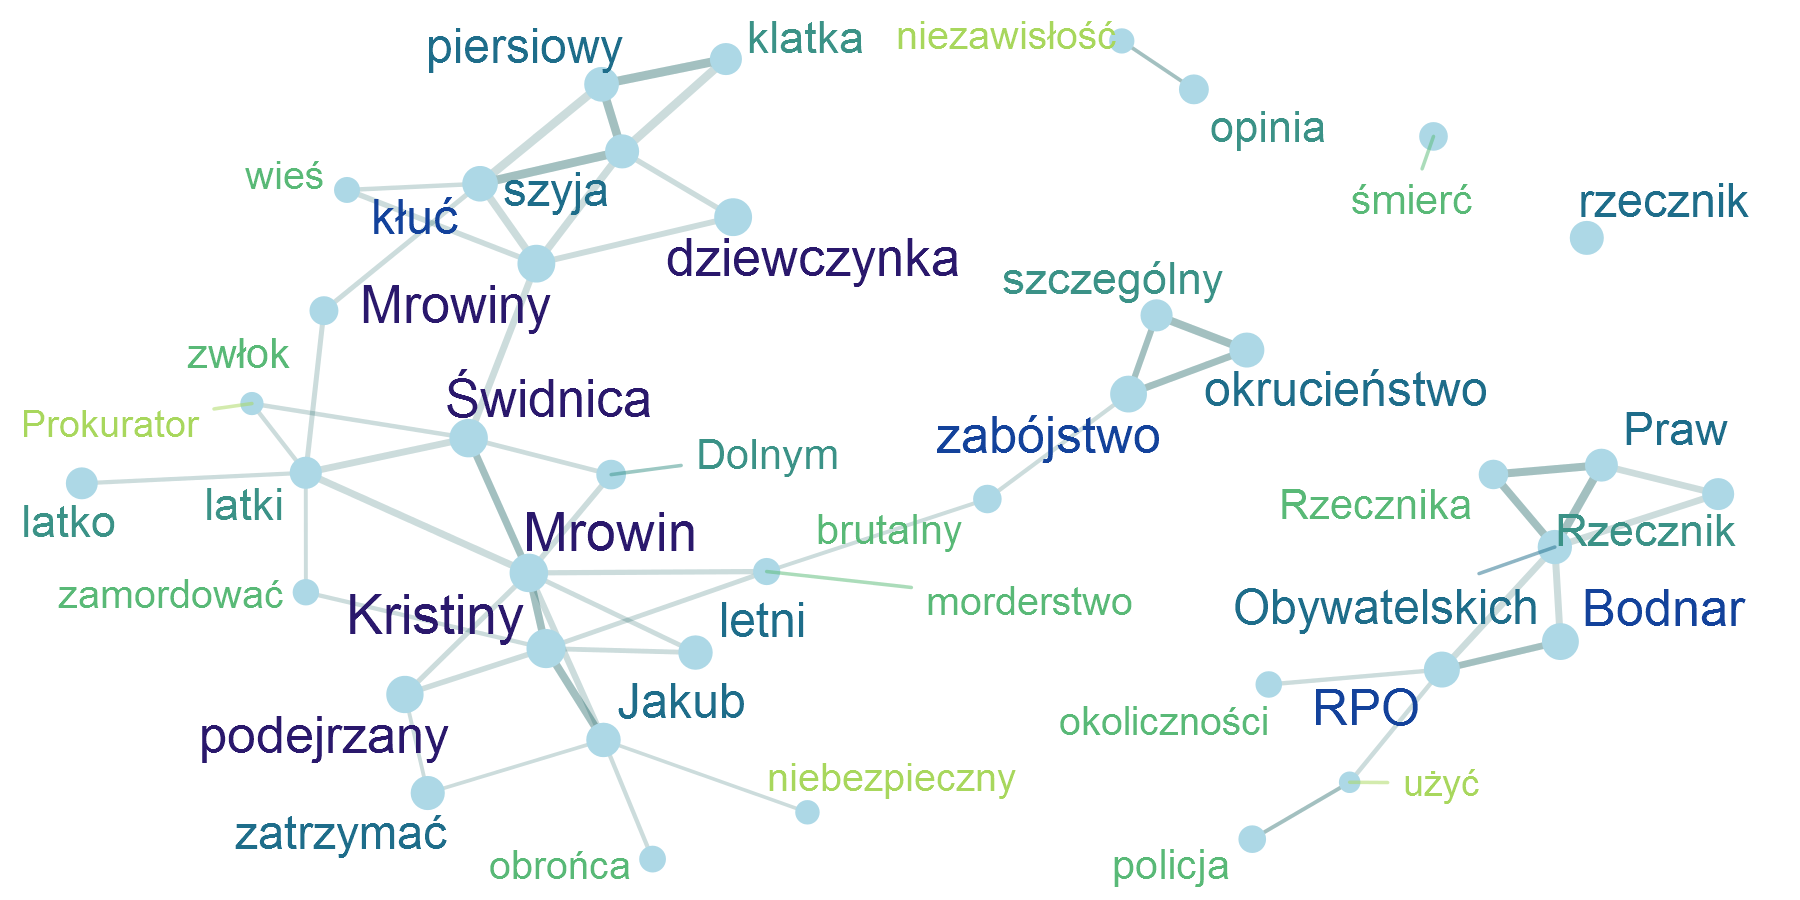 piersiowy
klatka
niezawisłość
opinia
wieś
kłuć
szyja
śmierć
rzecznik
dziewczynka
szczególny
Mrowiny
zwłok
Świdnica
okrucieństwo
Prokurator
zabójstwo
Praw
Dolnym
latko
latki
Mrowin
brutalny
Rzecznika
Rzecznik
zamordować
Kristiny
letni
morderstwo
Obywatelskich
Bodnar
podejrzany
Jakub
okoliczności
RPO
niebezpieczny
użyć
zatrzymać
obrońca
policja